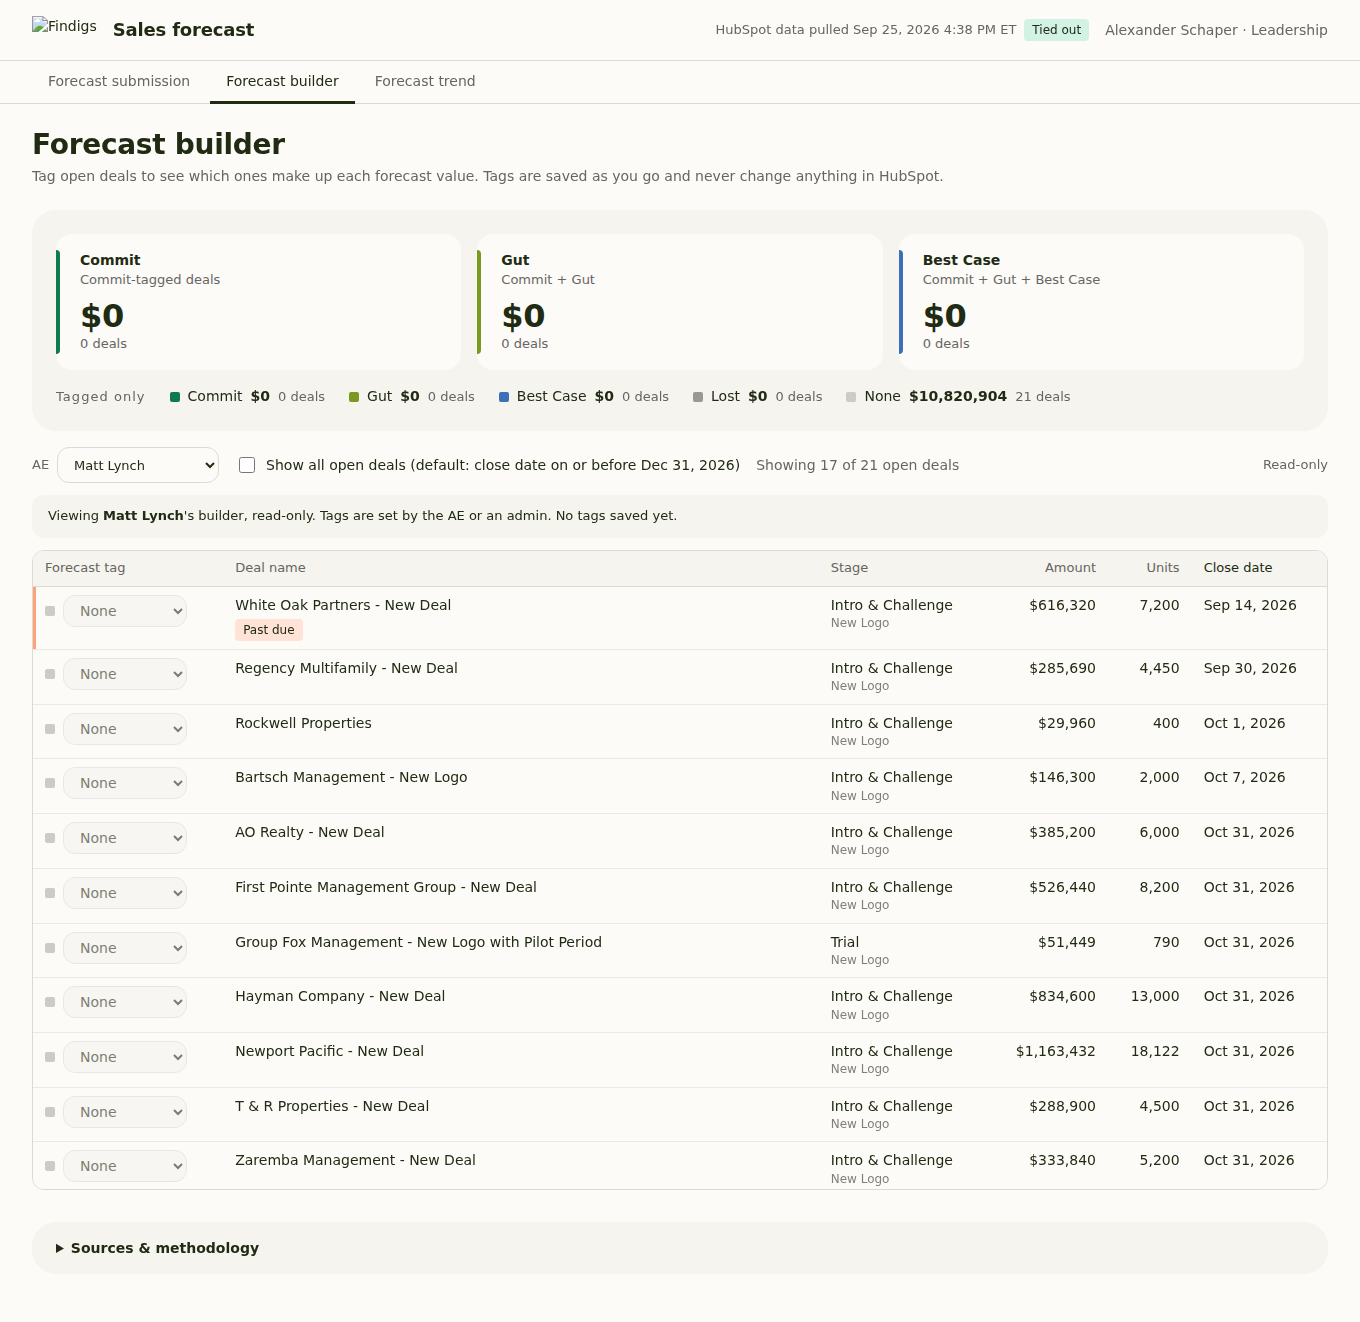 Findigs
Sales forecast
HubSpot data pulled Sep 25, 2026 4:38 PM ET
Tied out
Alexander Schaper · Leadership
Forecast submission
Forecast builder
Forecast trend
Forecast builder
Tag open deals to see which ones make up each forecast value. Tags are saved as you go and never change anything in HubSpot.
Commit
Commit-tagged deals
$0
0 deals
Gut
Commit + Gut
$0
0 deals
Best Case
Commit + Gut + Best Case
$0
0 deals
Tagged only Commit $0 0 deals Gut $0 0 deals Best Case $0 0 deals Lost $0 0 deals None $10,820,904 21 deals
AE Matt Lynch Show all open deals (default: close date on or before Dec 31, 2026) Showing 17 of 21 open deals Read-only
Viewing Matt Lynch's builder, read-only. Tags are set by the AE or an admin. No tags saved yet.
Forecast tag Deal name Stage Amount Units Close date
None White Oak Partners - New Deal Intro & Challenge $616,320 7,200 Sep 14, 2026
Past due New Logo
None Regency Multifamily - New Deal Intro & Challenge $285,690 4,450 Sep 30, 2026
New Logo
None Rockwell Properties Intro & Challenge $29,960 400 Oct 1, 2026
New Logo
None Bartsch Management - New Logo Intro & Challenge $146,300 2,000 Oct 7, 2026
New Logo
None AO Realty - New Deal Intro & Challenge $385,200 6,000 Oct 31, 2026
New Logo
None First Pointe Management Group - New Deal Intro & Challenge $526,440 8,200 Oct 31, 2026
New Logo
None Group Fox Management - New Logo with Pilot Period Trial $51,449 790 Oct 31, 2026
New Logo
None Hayman Company - New Deal Intro & Challenge $834,600 13,000 Oct 31, 2026
New Logo
None Newport Pacific - New Deal Intro & Challenge $1,163,432 18,122 Oct 31, 2026
New Logo
None T & R Properties - New Deal Intro & Challenge $288,900 4,500 Oct 31, 2026
New Logo
None Zaremba Management - New Deal Intro & Challenge $333,840 5,200 Oct 31, 2026
New Logo
Sources & methodology